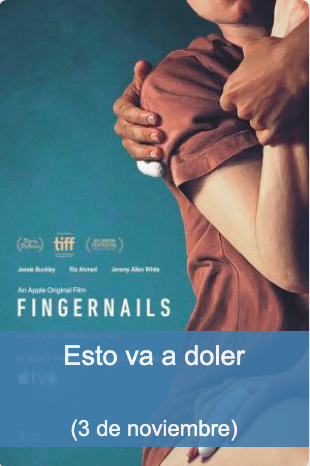 tiff
Jessie Buckley Riz Ahmed Jeremy Allen White
An Apple Original Film
FINGERNAILS
Esto va a doler
tv+
(3 de noviembre)